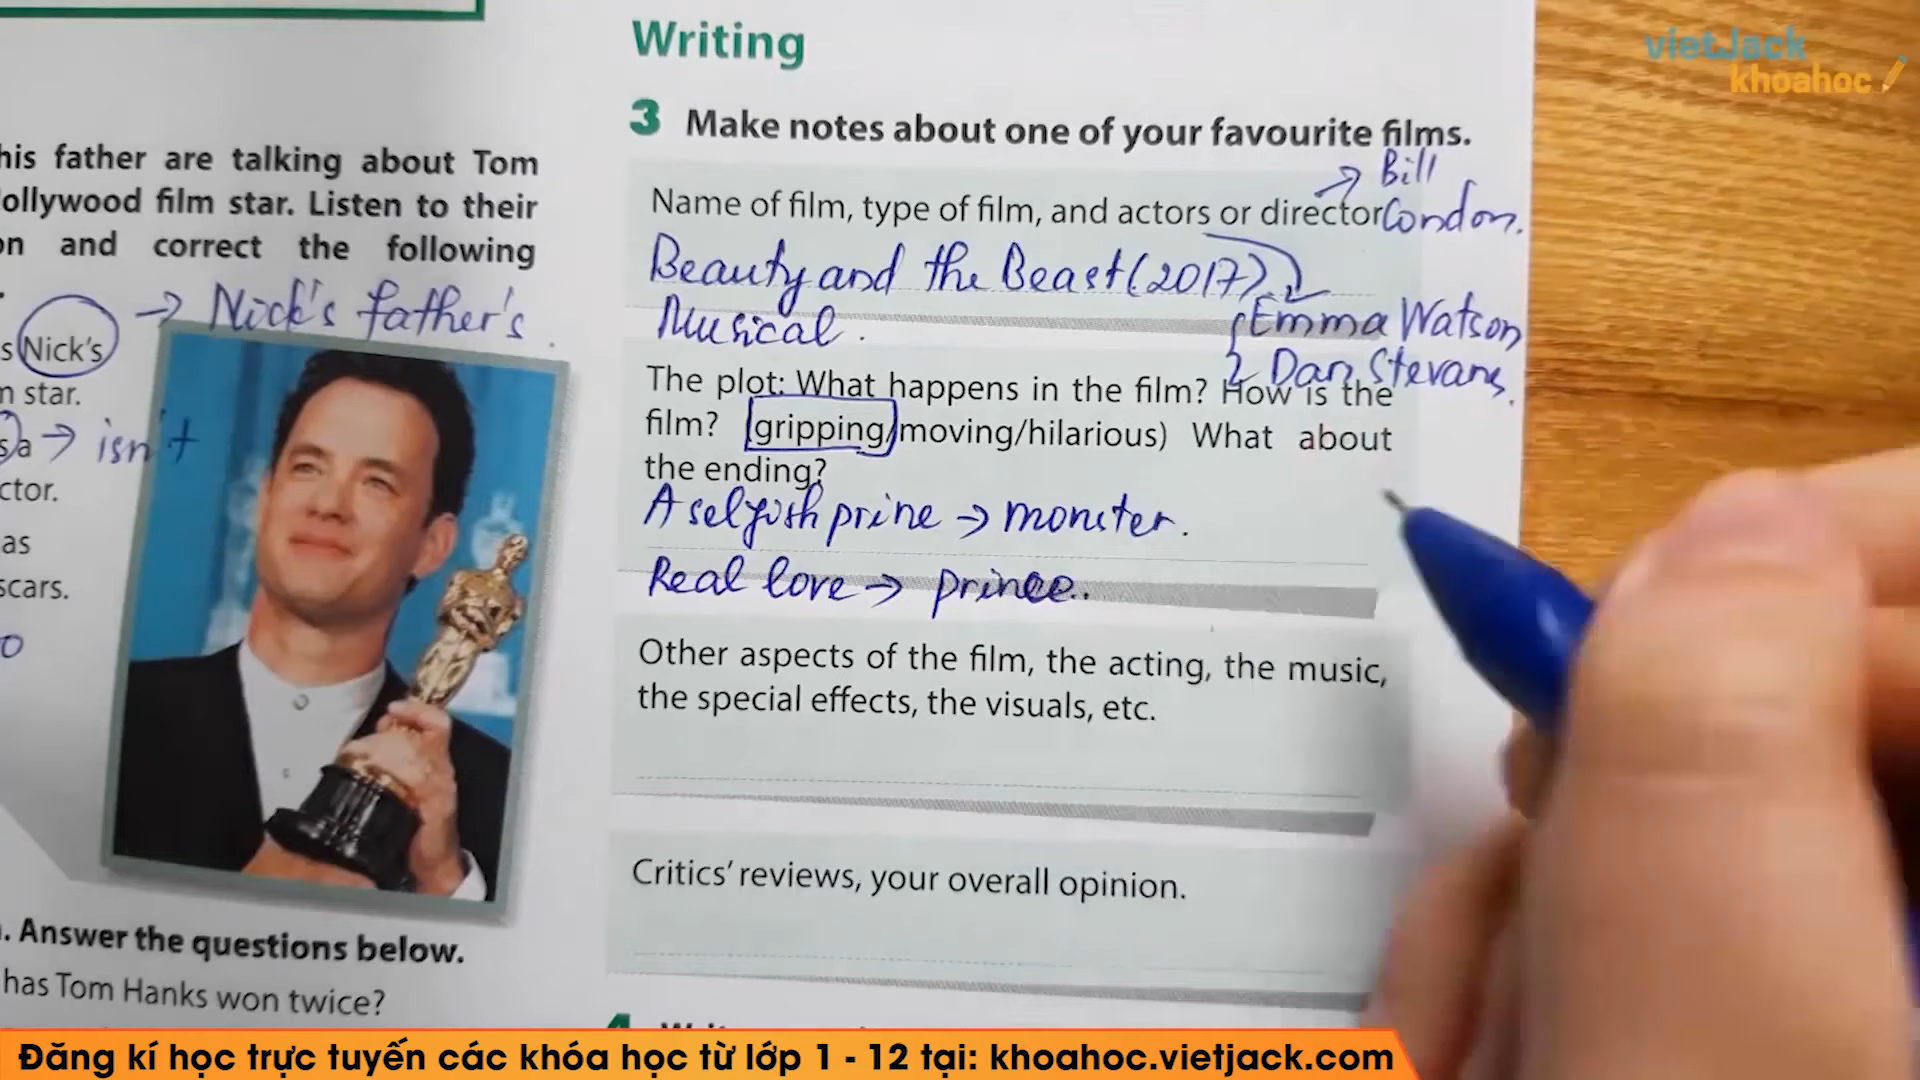 vietJack
khoahoc
his father are talking about Tom
ollywood film star. Listen to their
on and correct the following
→ Nick's father's.
s Nick's
m star.
s a → isn't
ctor.
as
scars.
. Answer the questions below.
has Tom Hanks won twice?
Writing
3 Make notes about one of your favourite films.
→ Bill
Name of film, type of film, and actors or director Condon.
Beauty and the Beast (2017).
Musical.
Emma Watson
Dan Stevans.
The plot: What happens in the film? How is the
film? (gripping/moving/hilarious) What about
the ending?
A selfish prine → monster.
Real love → prince.
Other aspects of the film, the acting, the music,
the special effects, the visuals, etc.
Critics' reviews, your overall opinion.
4
Đăng kí học trực tuyến các khóa học từ lớp 1 - 12 tại: khoahoc.vietjack.com